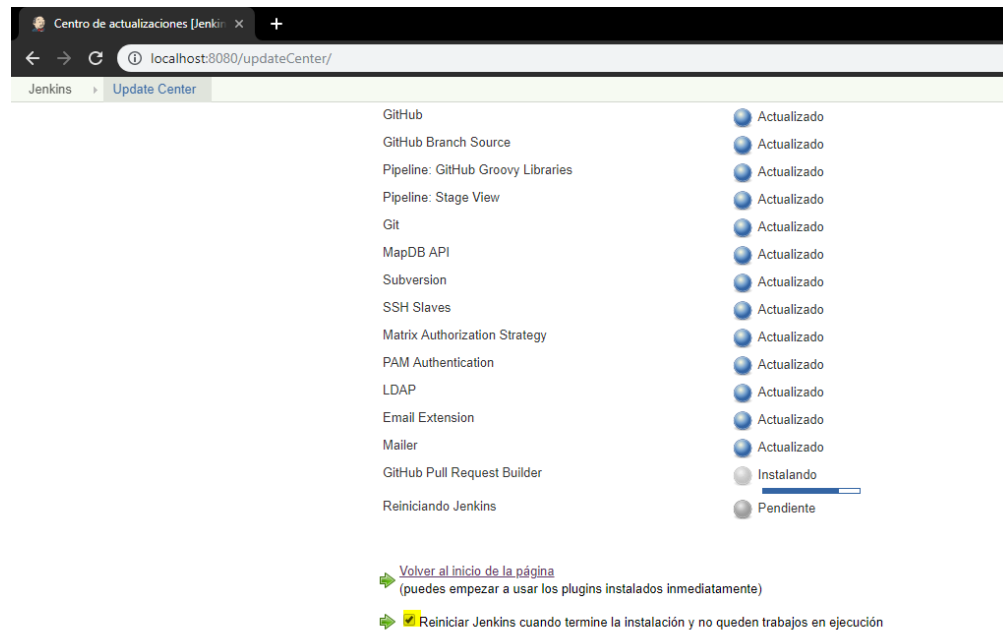 Centro de actualizaciones [Jenkin
localhost:8080/updateCenter/
Jenkins Update Center
GitHub Actualizado
GitHub Branch Source Actualizado
Pipeline: GitHub Groovy Libraries Actualizado
Pipeline: Stage View Actualizado
Git Actualizado
MapDB API Actualizado
Subversion Actualizado
SSH Slaves Actualizado
Matrix Authorization Strategy Actualizado
PAM Authentication Actualizado
LDAP Actualizado
Email Extension Actualizado
Mailer Actualizado
GitHub Pull Request Builder Instalando
Reiniciando Jenkins Pendiente
Volver al inicio de la página
(puedes empezar a usar los plugins instalados inmediatamente)
Reiniciar Jenkins cuando termine la instalación y no queden trabajos en ejecución